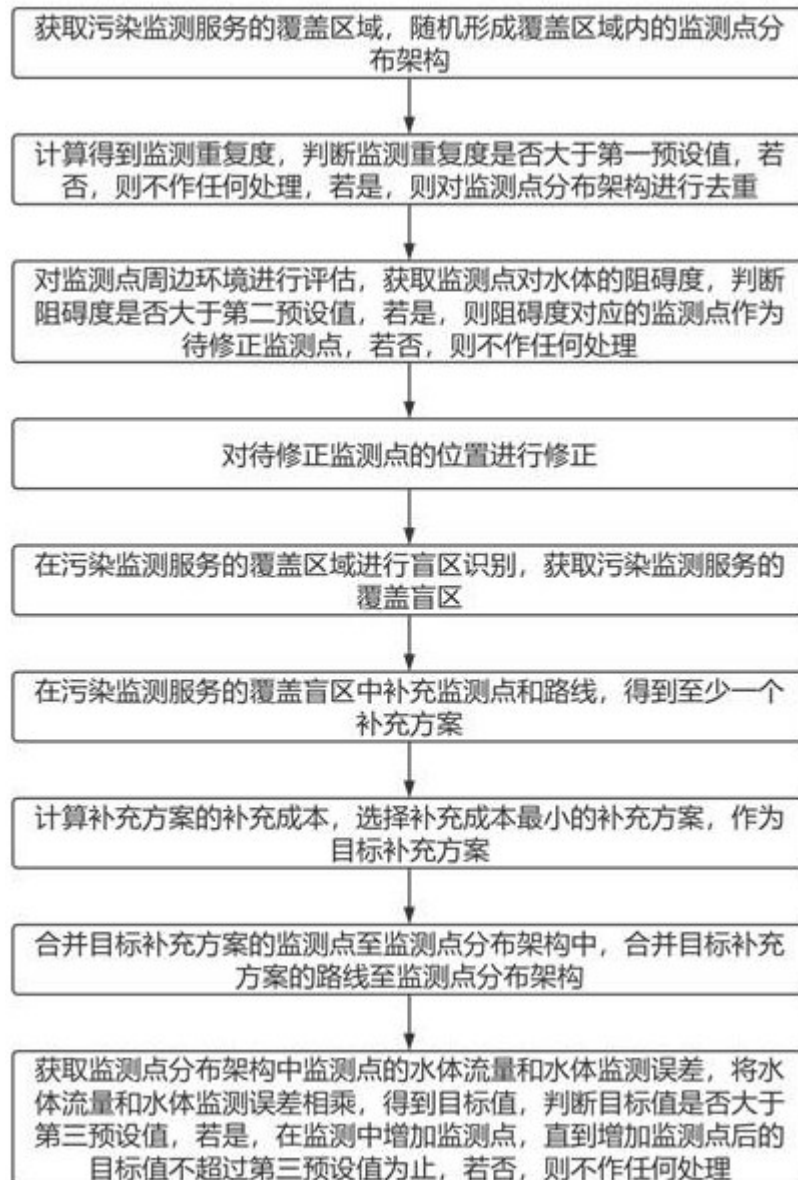 获取污染监测服务的覆盖区域，随机形成覆盖区域内的监测点分
布架构
计算得到监测重复度，判断监测重复度是否大于第一预设值，若
否，则不作任何处理，若是，则对监测点分布架构进行去重
对监测点周边环境进行评估，获取监测点对水体的阻碍度，判断
阻碍度是否大于第二预设值，若是，则阻碍度对应的监测点作为
待修正监测点，若否，则不作任何处理
对待修正监测点的位置进行修正
在污染监测服务的覆盖区域进行盲区识别，获取污染监测服务的
覆盖盲区
在污染监测服务的覆盖盲区中补充监测点和路线，得到至少一个
补充方案
计算补充方案的补充成本，选择补充成本最小的补充方案，作为
目标补充方案
合并目标补充方案的监测点至监测点分布架构中，合并目标补充
方案的路线至监测点分布架构
获取监测点分布架构中监测点的水体流量和水体监测误差，将水
体流量和水体监测误差相乘，得到目标值，判断目标值是否大于
第三预设值，若是，在监测中增加监测点，直到增加监测点后的
目标值不超过第三预设值为止，若否，则不作任何处理